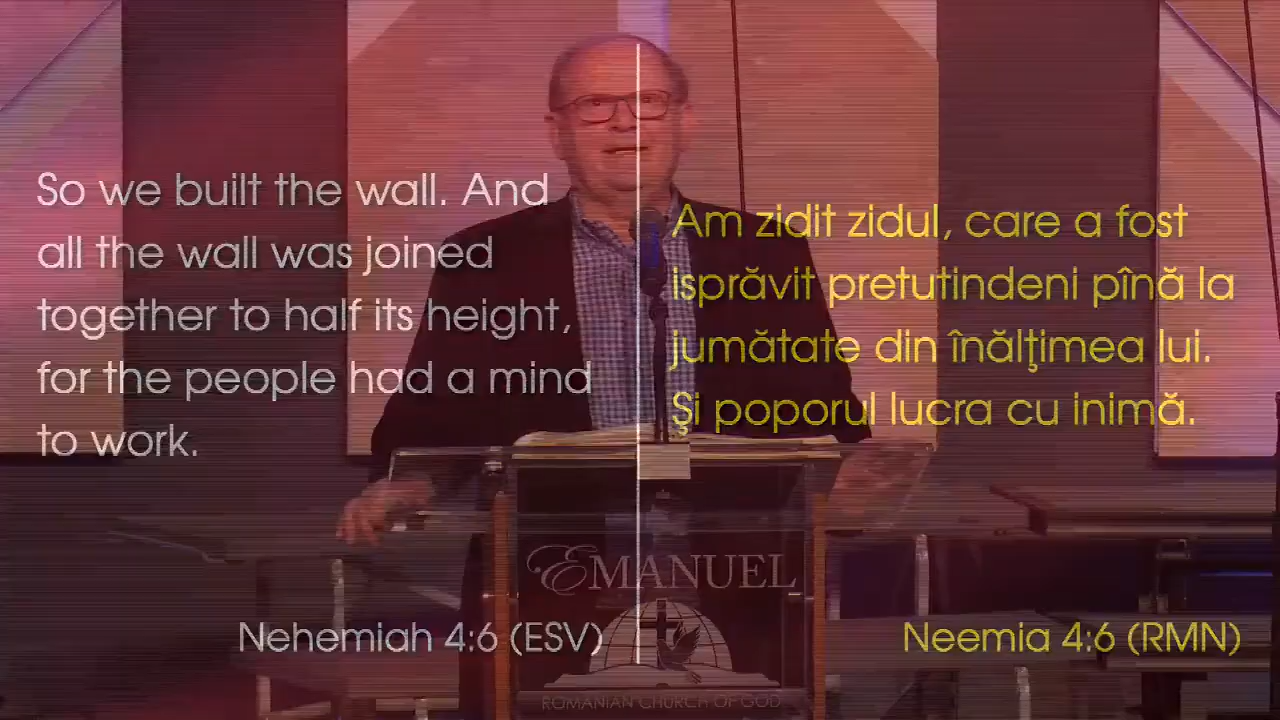 So we built the wall. And
all the wall was joined
together to half its height,
for the people had a mind
to work.
Nehemiah 4:6 (ESV)
Am zidit zidul, care a fost
isprăvit pretutindeni pînă la
jumătate din înălţimea lui.
Şi poporul lucra cu inimă.
Neemia 4:6 (RMN)
EMANUEL
ROMANIAN CHURCH OF GOD